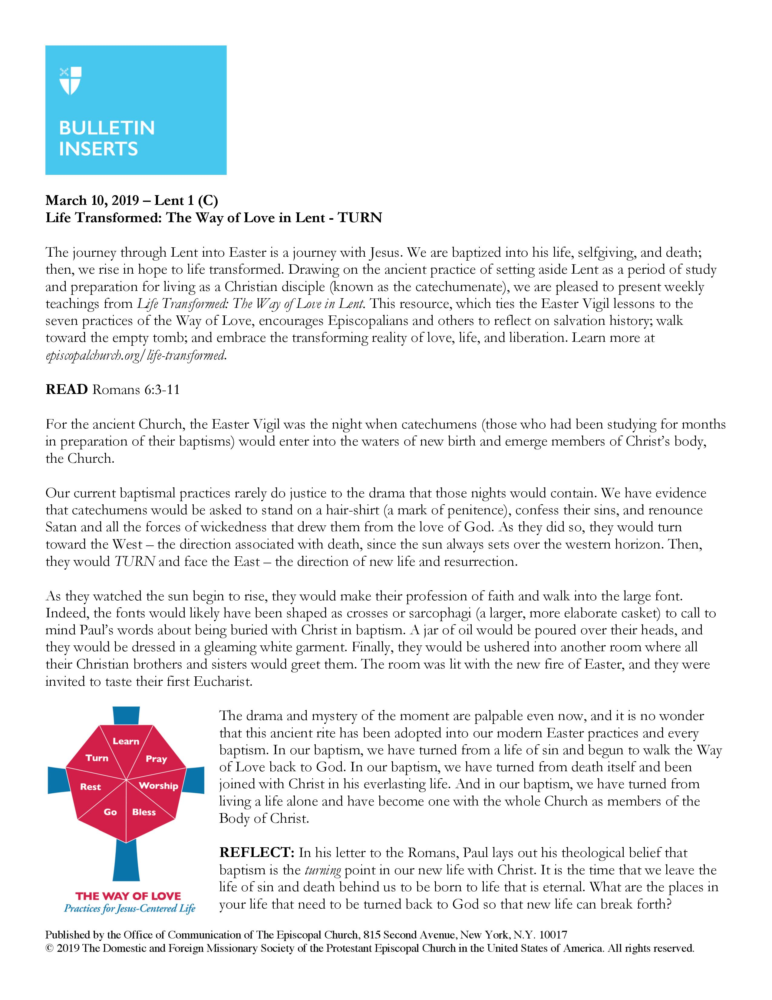 BULLETIN
INSERTS
March 10, 2019 – Lent 1 (C)
Life Transformed: The Way of Love in Lent - TURN
The journey through Lent into Easter is a journey with Jesus. We are baptized into his life, selfgiving, and death;
then, we rise in hope to life transformed. Drawing on the ancient practice of setting aside Lent as a period of study
and preparation for living as a Christian disciple (known as the catechumenate), we are pleased to present weekly
teachings from Life Transformed: The Way of Love in Lent. This resource, which ties the Easter Vigil lessons to the
seven practices of the Way of Love, encourages Episcopalians and others to reflect on salvation history; walk
toward the empty tomb; and embrace the transforming reality of love, life, and liberation. Learn more at
episcopalchurch.org/life-transformed.
READ Romans 6:3-11
For the ancient Church, the Easter Vigil was the night when catechumens (those who had been studying for months
in preparation of their baptisms) would enter into the waters of new birth and emerge members of Christ’s body,
the Church.
Our current baptismal practices rarely do justice to the drama that those nights would contain. We have evidence
that catechumens would be asked to stand on a hair-shirt (a mark of penitence), confess their sins, and renounce
Satan and all the forces of wickedness that drew them from the love of God. As they did so, they would turn
toward the West – the direction associated with death, since the sun always sets over the western horizon. Then,
they would TURN and face the East – the direction of new life and resurrection.
As they watched the sun begin to rise, they would make their profession of faith and walk into the large font.
Indeed, the fonts would likely have been shaped as crosses or sarcophagi (a larger, more elaborate casket) to call to
mind Paul’s words about being buried with Christ in baptism. A jar of oil would be poured over their heads, and
they would be dressed in a gleaming white garment. Finally, they would be ushered into another room where all
their Christian brothers and sisters would greet them. The room was lit with the new fire of Easter, and they were
invited to taste their first Eucharist.
Learn
Turn
Pray
Rest
Worship
Go
Bless
THE WAY OF LOVE
Practices for Jesus-Centered Life
The drama and mystery of the moment are palpable even now, and it is no wonder
that this ancient rite has been adopted into our modern Easter practices and every
baptism. In our baptism, we have turned from a life of sin and begun to walk the Way
of Love back to God. In our baptism, we have turned from death itself and been
joined with Christ in his everlasting life. And in our baptism, we have turned from
living a life alone and have become one with the whole Church as members of the
Body of Christ.
REFLECT: In his letter to the Romans, Paul lays out his theological belief that
baptism is the turning point in our new life with Christ. It is the time that we leave the
life of sin and death behind us to be born to life that is eternal. What are the places in
your life that need to be turned back to God so that new life can break forth?
Published by the Office of Communication of The Episcopal Church, 815 Second Avenue, New York, N.Y. 10017
© 2019 The Domestic and Foreign Missionary Society of the Protestant Episcopal Church in the United States of America. All rights reserved.